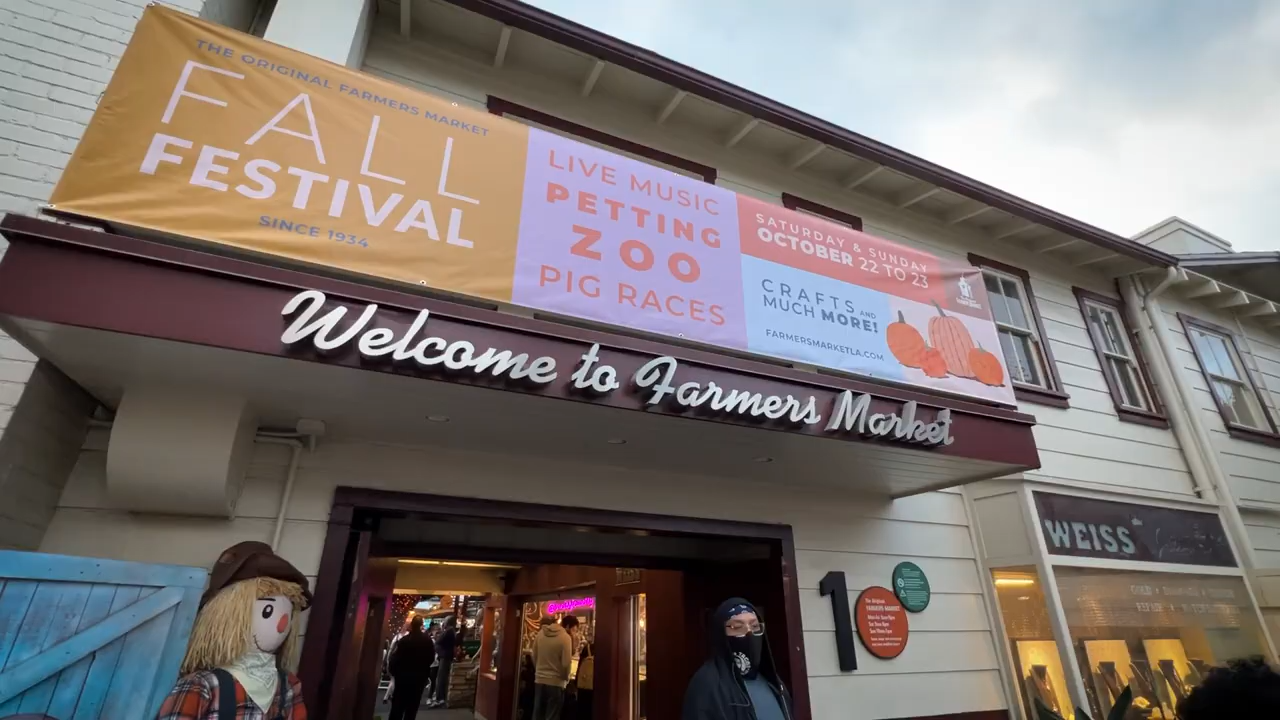 THE ORIGINAL FARMERS MARKET
FALL
FESTIVAL
SINCE 1934
LIVE MUSIC
PETTING
ZOO
PIG RACES
SATURDAY & SUNDAY
OCTOBER 22 TO 23
CRAFTS AND
MUCH MORE!
FARMERSMARKETLA.COM
Welcome to Farmers Market
1
WEISS